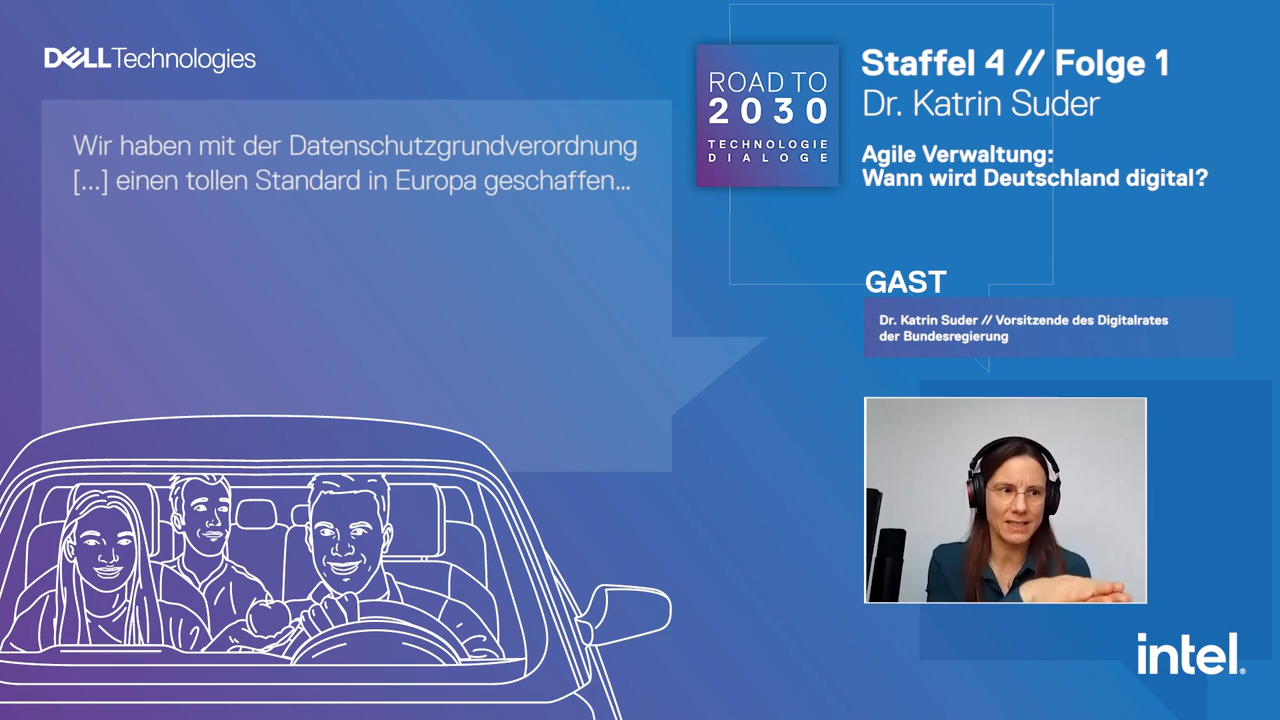 DELL Technologies
Wir haben mit der Datenschutzgrundverordnung
[...] einen tollen Standard in Europa geschaffen...
ROAD TO
2030
TECHNOLOGIE
DIALOGE
Staffel 4 // Folge 1
Dr. Katrin Suder
Agile Verwaltung:
Wann wird Deutschland digital?
GAST
Dr. Katrin Suder // Vorsitzende des Digitalrates
der Bundesregierung
intel®